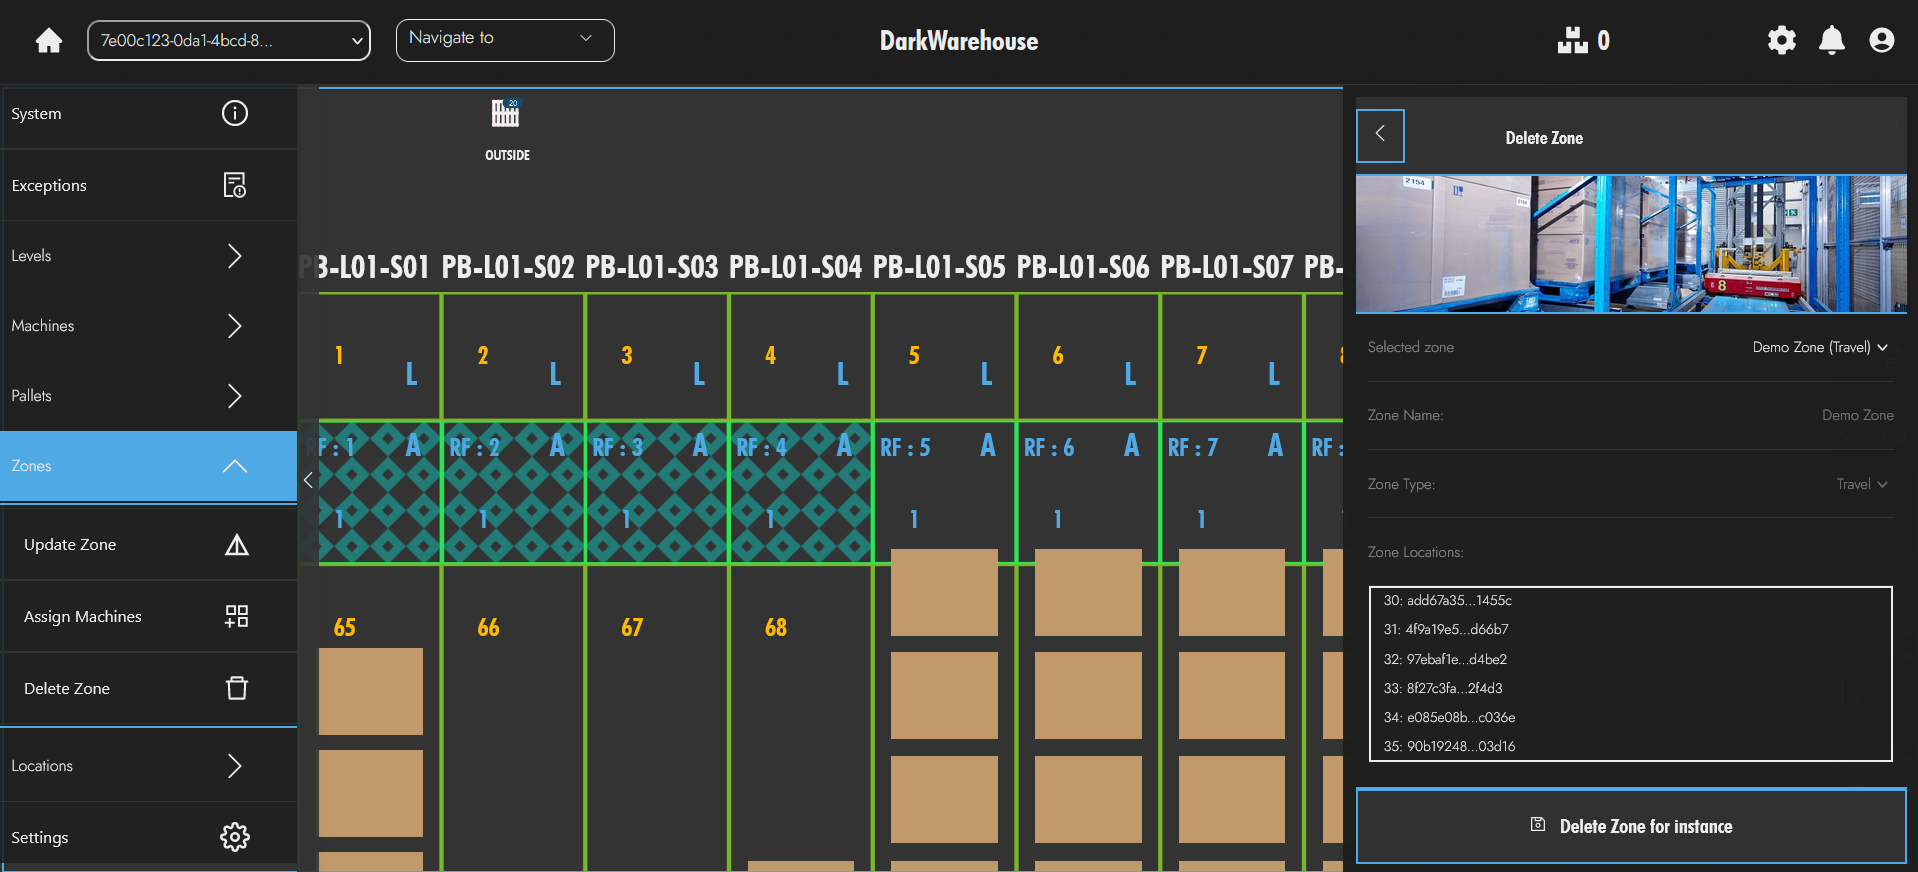 7e00c123-0da1-4bcd-8...
Navigate to
DarkWarehouse
0
System
Exceptions
Levels
Machines
Pallets
Zones
Update Zone
Assign Machines
Delete Zone
Locations
Settings
20
OUTSIDE
PB-L01-S01 PB-L01-S02 PB-L01-S03 PB-L01-S04 PB-L01-S05 PB-L01-S06 PB-L01-S07 PB-
1 L 2 L 3 L 4 L 5 L 6 L 7 L 8
RF : 1 A RF : 2 A RF : 3 A RF : 4 A RF : 5 A RF : 6 A RF : 7 A RF :
1 1 1 1 1 1 1
65 66 67 68
Delete Zone
2154
8
Selected zone Demo Zone (Travel)
Zone Name: Demo Zone
Zone Type: Travel
Zone Locations:
30: add67a35...1455c
31: 4f9a19e5...d66b7
32: 97ebaf1e...d4be2
33: 8f27c3fa...2f4d3
34: e085e08b...c036e
35: 90b19248...03d16
Delete Zone for instance